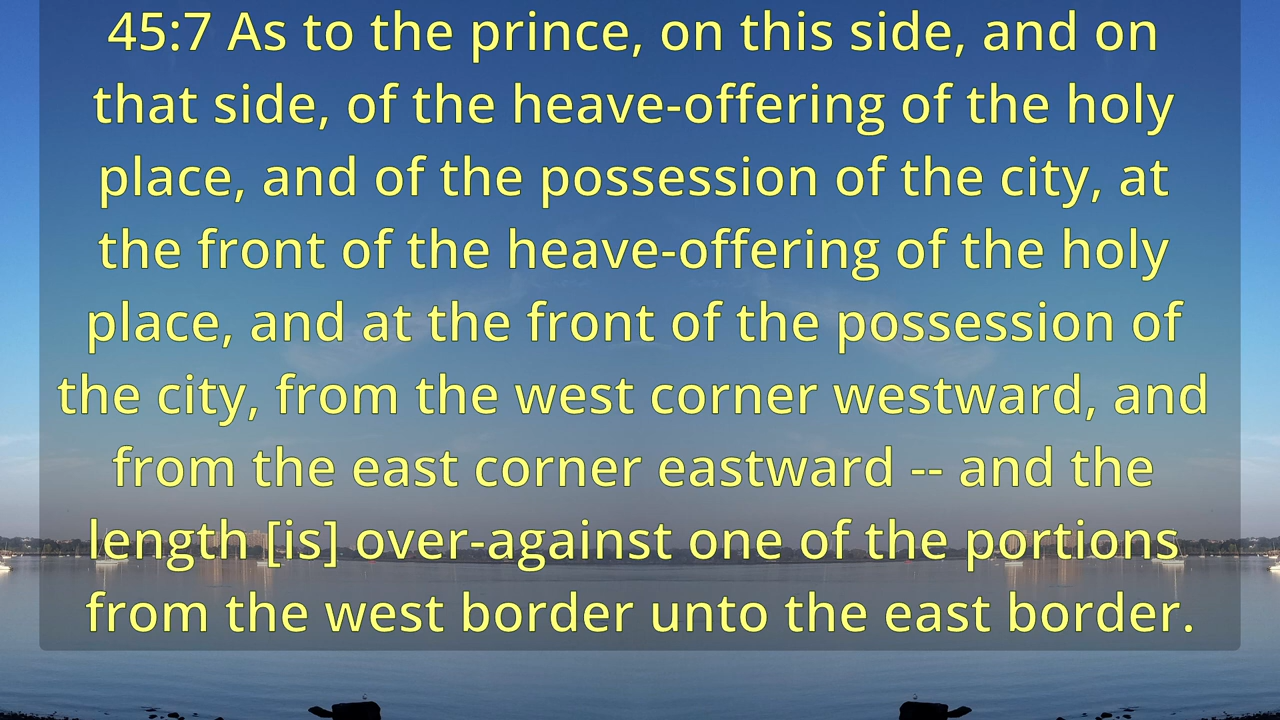 45:7 As to the prince, on this side, and on
that side, of the heave-offering of the holy
place, and of the possession of the city, at
the front of the heave-offering of the holy
place, and at the front of the possession of
the city, from the west corner westward, and
from the east corner eastward -- and the
length [is] over-against one of the portions
from the west border unto the east border.